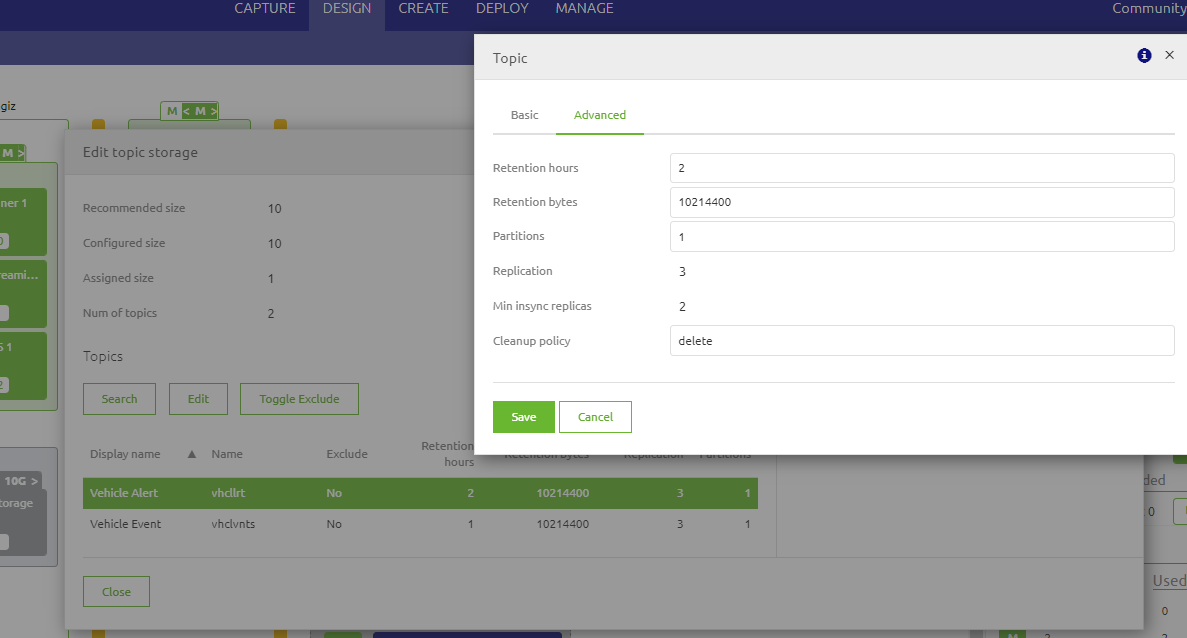 CAPTURE DESIGN CREATE DEPLOY MANAGE Community
Topic
giz
M < M >
Basic Advanced
Edit topic storage
M >
Retention hours 2
ner 1
Recommended size 10
Retention bytes 10214400
Configured size 10
Partitions 1
reami...
Assigned size 1
Replication 3
Num of topics 2
Min insync replicas 2
Cleanup policy delete
Topics
Search Edit Toggle Exclude
Save Cancel
Display name ▲ Name Exclude Retention hours Retention bytes Replication Partitions
10G >
torage
Vehicle Alert vhcllrt No 2 10214400 3 1
Vehicle Event vhclvnts No 1 10214400 3 1
ded
0
Close
Used
0
M 2